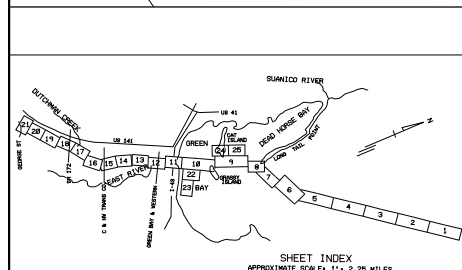 SUANICO RIVER
US 41
DEAD HORSE BAY
DUTCHMAN CREEK
CAT
ISLAND
LONG TAIL POINT
N
US 141
GREEN
21
20
19
18
17
24
25
GEORGE ST
SR 172
16
15
14
13
12
11
10
9
8
7
EAST RIVER
22
GRASSY
ISLAND
6
23
BAY
5
4
3
2
1
C & NW TRANS CO.
GREEN BAY & WESTERN
I-43
SHEET INDEX
APPROXIMATE SCALE: 1": 2.25 MILES